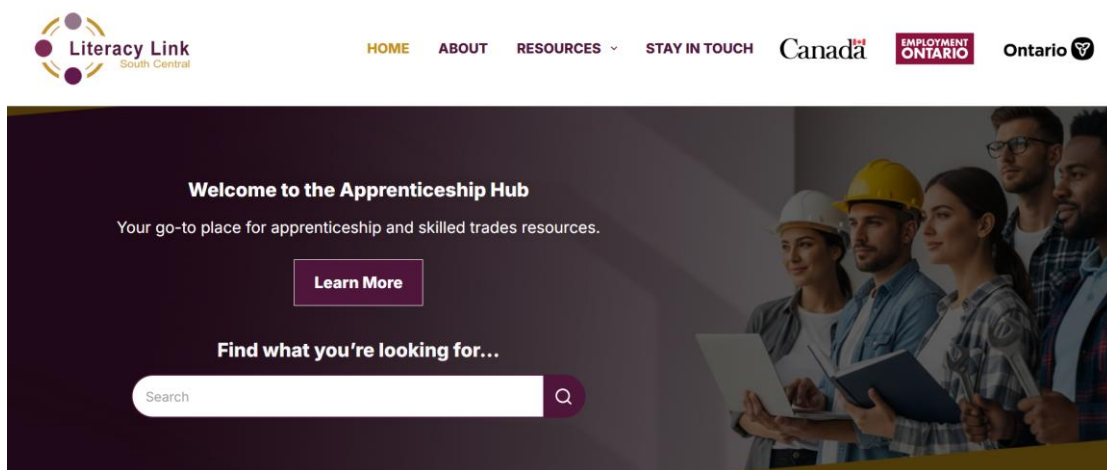 Literacy Link
South Central
HOME ABOUT RESOURCES STAY IN TOUCH
Canada
EMPLOYMENT
ONTARIO
Ontario
Welcome to the Apprenticeship Hub
Your go-to place for apprenticeship and skilled trades resources.
Learn More
Find what you’re looking for...
Search